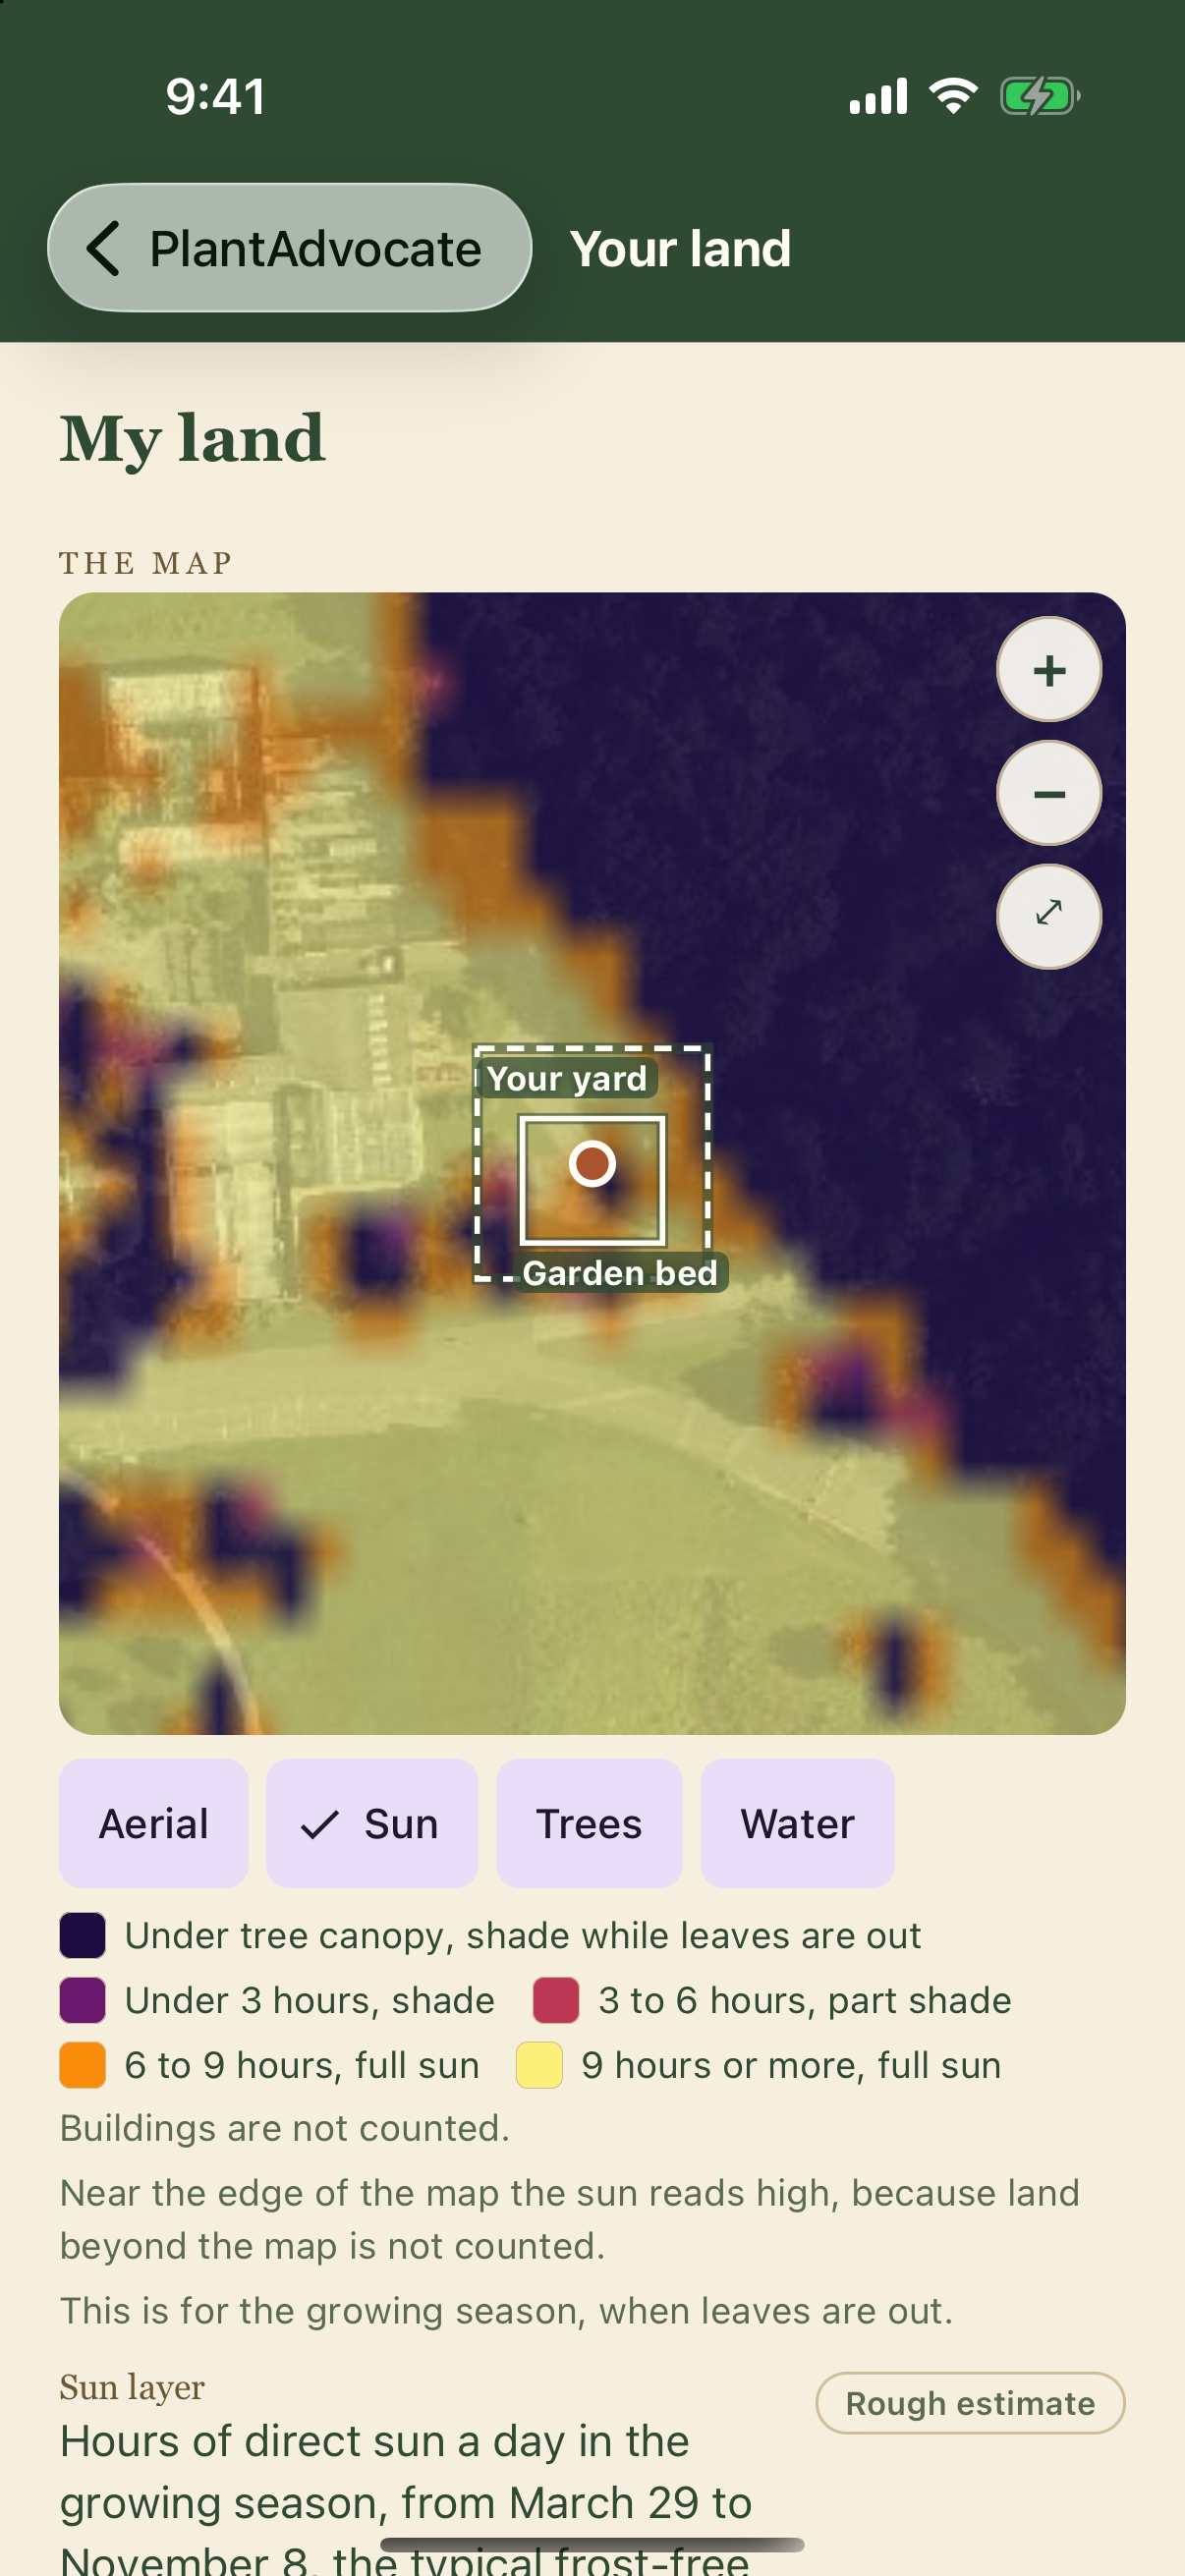 9:41
PlantAdvocate
Your land
My land
THE MAP
+
−
Your yard
Garden bed
Aerial
Sun
Trees
Water
Under tree canopy, shade while leaves are out
Under 3 hours, shade
3 to 6 hours, part shade
6 to 9 hours, full sun
9 hours or more, full sun
Buildings are not counted.
Near the edge of the map the sun reads high, because land
beyond the map is not counted.
This is for the growing season, when leaves are out.
Sun layer
Rough estimate
Hours of direct sun a day in the
growing season, from March 29 to
November 8, the typical frost-free